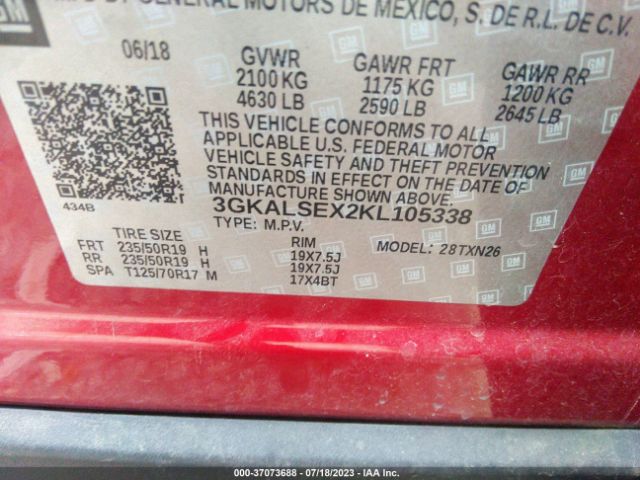 GM MFD BY GENERAL MOTORS DE MEXICO, S. DE R.L. DE C.V.
06/18 GVWR GAWR FRT GAWR RR
2100 KG 1175 KG 1200 KG
4630 LB 2590 LB 2645 LB
THIS VEHICLE CONFORMS TO ALL
APPLICABLE U.S. FEDERAL MOTOR
VEHICLE SAFETY AND THEFT PREVENTION
STANDARDS IN EFFECT ON THE DATE OF
MANUFACTURE SHOWN ABOVE.
434B 3GKALSEX2KL105338
TYPE: M.P.V.
TIRE SIZE RIM MODEL: 28TXN26
FRT 235/50R19 H 19X7.5J
RR 235/50R19 H 19X7.5J
SPA T125/70R17 M 17X4BT
000-37073688 - 07/18/2023 - IAA Inc.